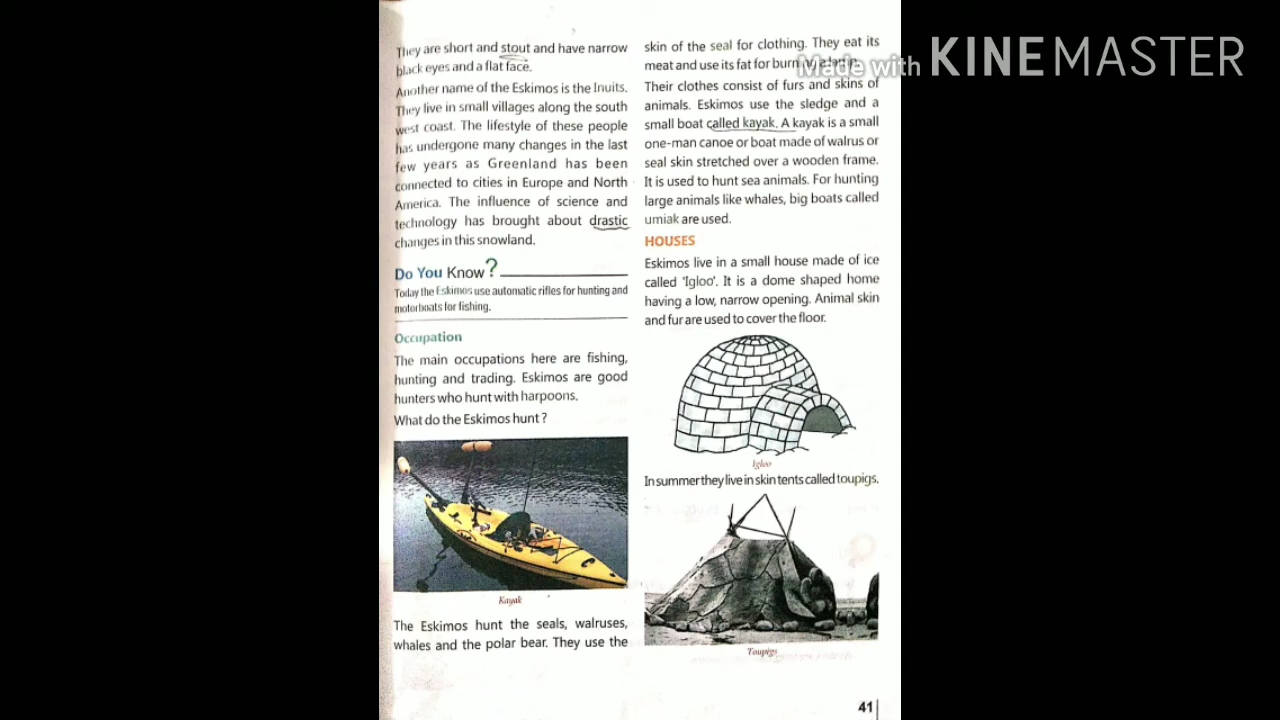 They are short and stout and have narrow
black eyes and a flat face.
Another name of the Eskimos is the Inuits.
They live in small villages along the south
west coast. The lifestyle of these people
has undergone many changes in the last
few years as Greenland has been
connected to cities in Europe and North
America. The influence of science and
technology has brought about drastic
changes in this snowland.
Do You Know?
Today the Eskimos use automatic rifles for hunting and
motorboats for fishing.
Occupation
The main occupations here are fishing,
hunting and trading. Eskimos are good
hunters who hunt with harpoons.
What do the Eskimos hunt ?
Kayak
The Eskimos hunt the seals, walruses,
whales and the polar bear. They use the
skin of the seal for clothing. They eat its
meat and use its fat for burning a lamp.
Their clothes consist of furs and skins of
animals. Eskimos use the sledge and a
small boat called kayak. A kayak is a small
one-man canoe or boat made of walrus or
seal skin stretched over a wooden frame.
It is used to hunt sea animals. For hunting
large animals like whales, big boats called
umiak are used.
HOUSES
Eskimos live in a small house made of ice
called 'Igloo'. It is a dome shaped home
having a low, narrow opening. Animal skin
and fur are used to cover the floor.
Igloo
In summer they live in skin tents called toupigs.
Toupigs
41
Made with KINEMASTER